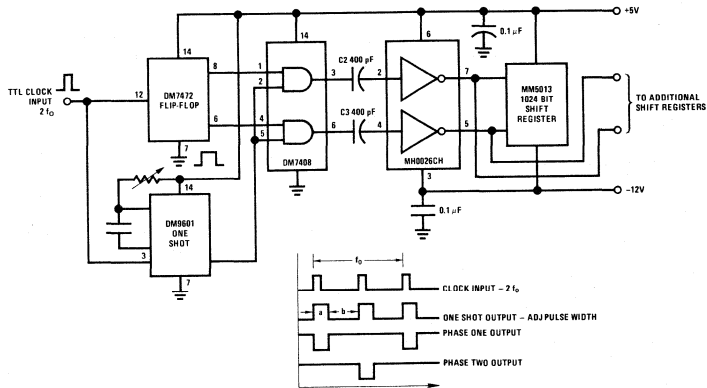 +5V
0.1 µF
14
14
6
TTL CLOCK
INPUT
2 fO
12
DM7472
FLIP-FLOP
8
6
7
1
2
4
5
3
6
DM7408
C2 400 pF
C3 400 pF
2
4
7
5
MH0026CH
3
MM5013
1024 BIT
SHIFT
REGISTER
TO ADDITIONAL
SHIFT REGISTERS
-12V
0.1 µF
14
DM9601
ONE
SHOT
3
7
fO
CLOCK INPUT - 2 fO
a
b
ONE SHOT OUTPUT - ADJ PULSE WIDTH
PHASE ONE OUTPUT
PHASE TWO OUTPUT